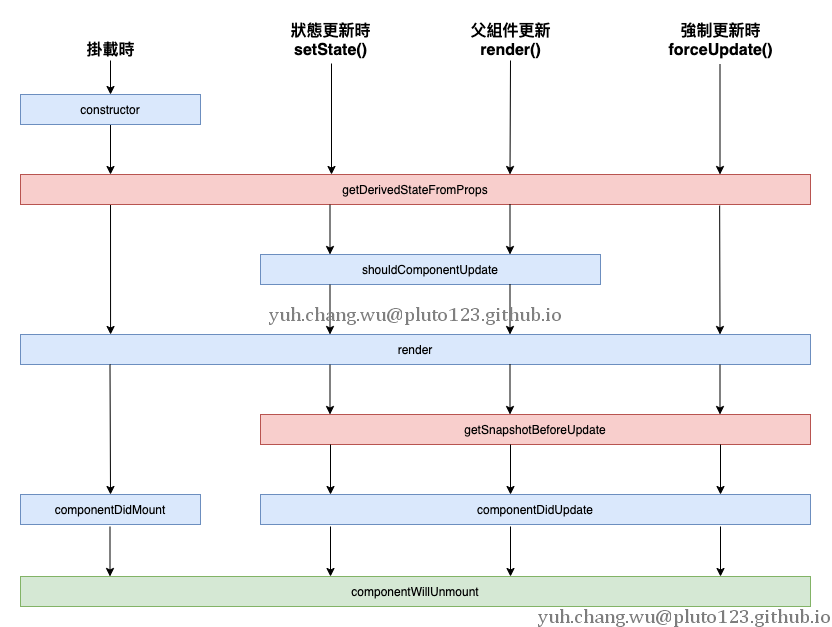 掛載時
狀態更新時
setState()
父組件更新
render()
強制更新時
forceUpdate()
constructor
getDerivedStateFromProps
shouldComponentUpdate
yuh.chang.wu@pluto123.github.io
render
getSnapshotBeforeUpdate
componentDidMount
componentDidUpdate
componentWillUnmount
yuh.chang.wu@pluto123.github.io